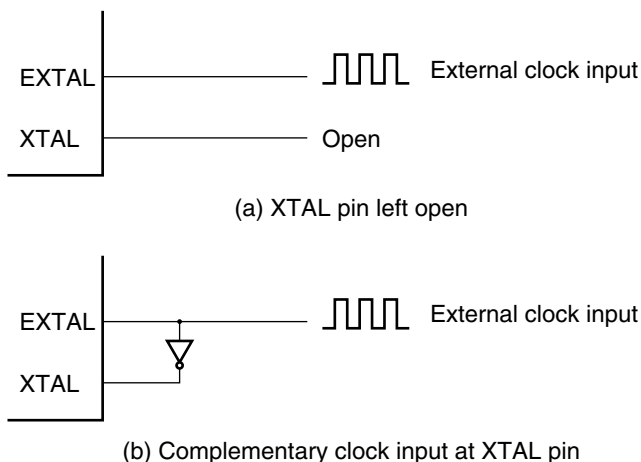 EXTAL External clock input
XTAL Open
(a) XTAL pin left open
EXTAL External clock input
XTAL
(b) Complementary clock input at XTAL pin